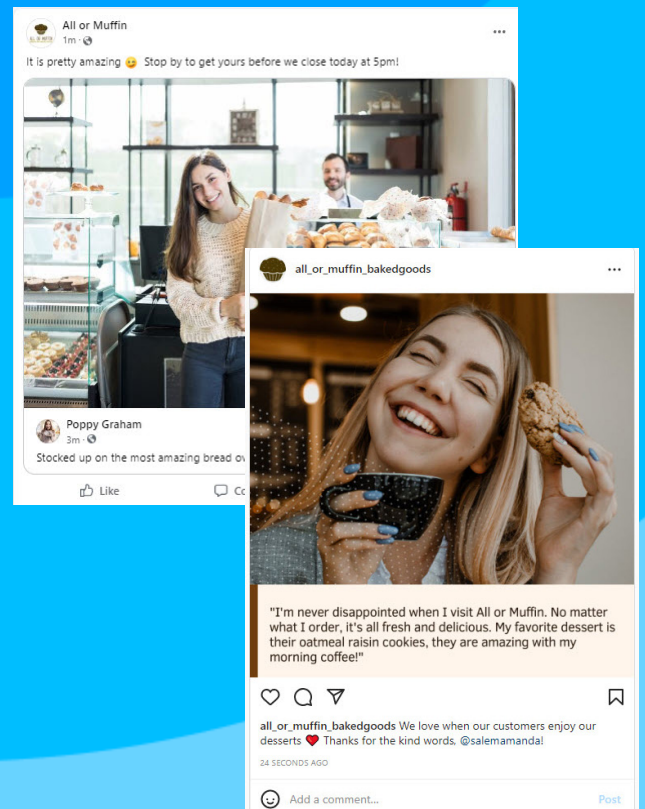 All or Muffin
1m
It is pretty amazing 😉 Stop by to get yours before we close today at 5pm!
Poppy Graham
3m
Stocked up on the most amazing bread
Like
all_or_muffin_bakedgoods
"I'm never disappointed when I visit All or Muffin. No matter
what I order, it's all fresh and delicious. My favorite dessert is
their oatmeal raisin cookies, they are amazing with my
morning coffee!"
all_or_muffin_bakedgoods We love when our customers enjoy our
desserts ❤️ Thanks for the kind words, @salemamanda!
24 SECONDS AGO
Add a comment...
Post